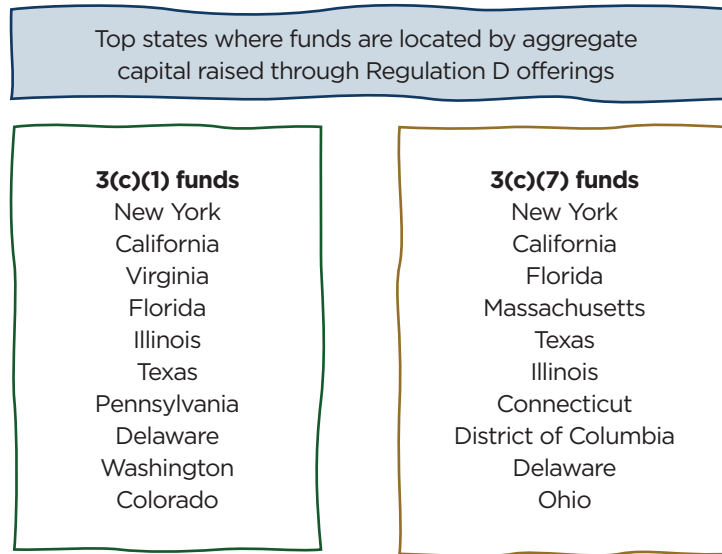 Top states where funds are located by aggregate
capital raised through Regulation D offerings
3(c)(1) funds
New York
California
Virginia
Florida
Illinois
Texas
Pennsylvania
Delaware
Washington
Colorado
3(c)(7) funds
New York
California
Florida
Massachusetts
Texas
Illinois
Connecticut
District of Columbia
Delaware
Ohio